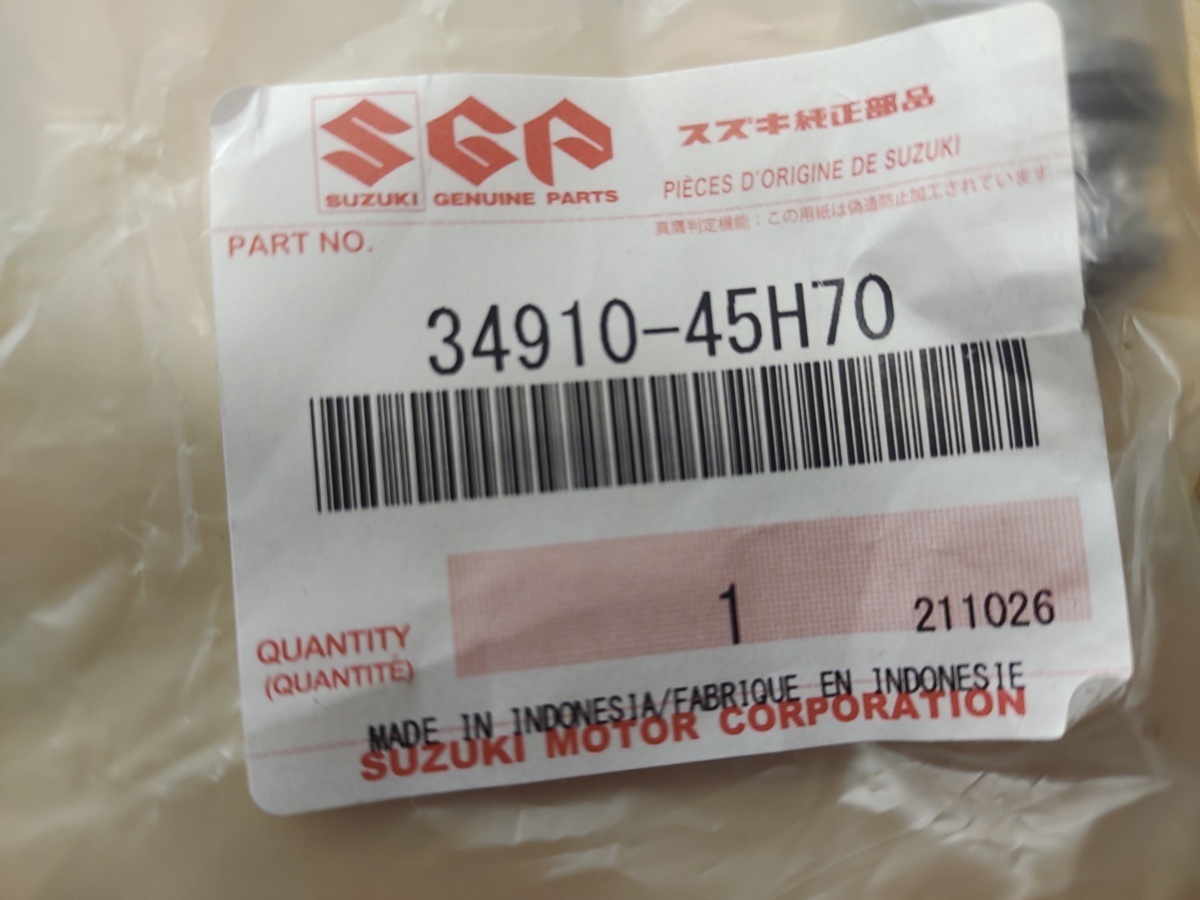 SUZUKI
SGP
GENUINE PARTS
スズキ純正部品
PIÈCES D'ORIGINE DE SUZUKI
真贋判定機能:この用紙は偽造防止加工されています
PART NO.
34910-45H70
QUANTITY
(QUANTITÉ)
1
211026
MADE IN INDONESIA/FABRIQUE EN INDONESIE
SUZUKI MOTOR CORPORATION